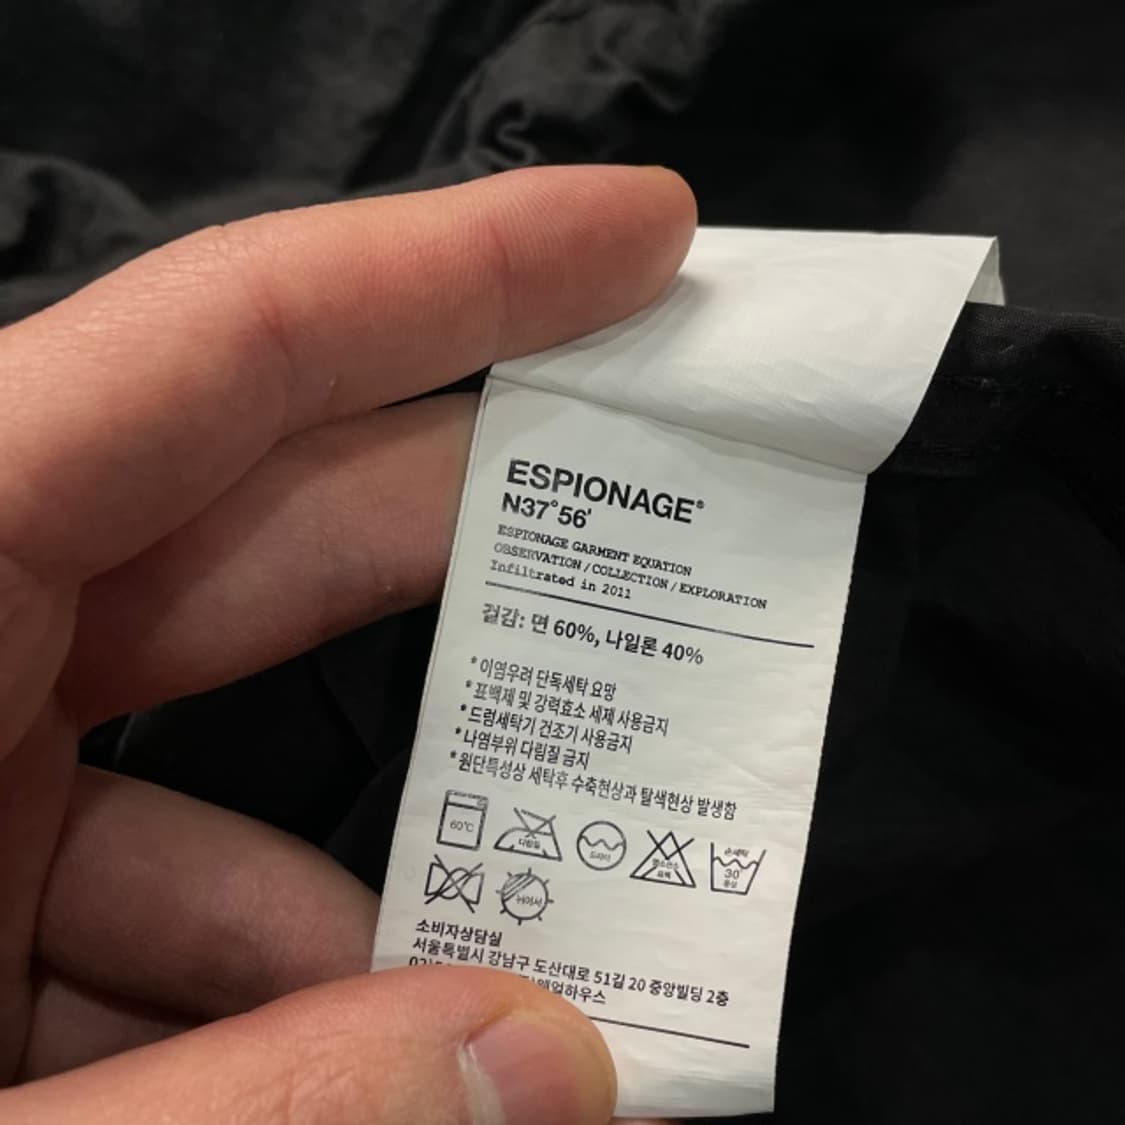 ESPIONAGE®
N37°56'
ESPIONAGE GARMENT EQUATION
OBSERVATION / COLLECTION / EXPLORATION
Infiltrated in 2011
겉감: 면 60%, 나일론 40%
* 이염우려 단독세탁 요망
* 표백제 및 강력효소 세제 사용금지
* 드럼세탁기 건조기 사용금지
* 나염부위 다림질 금지
* 원단특성상 세탁후 수축현상과 탈색현상 발생함
60℃
다림질
드라이
염소산소
표백
손세탁
30
중성
뉘어서
소비자상담실
서울특별시 강남구 도산대로 51길 20 중앙빌딩 2층
웨얼하우스